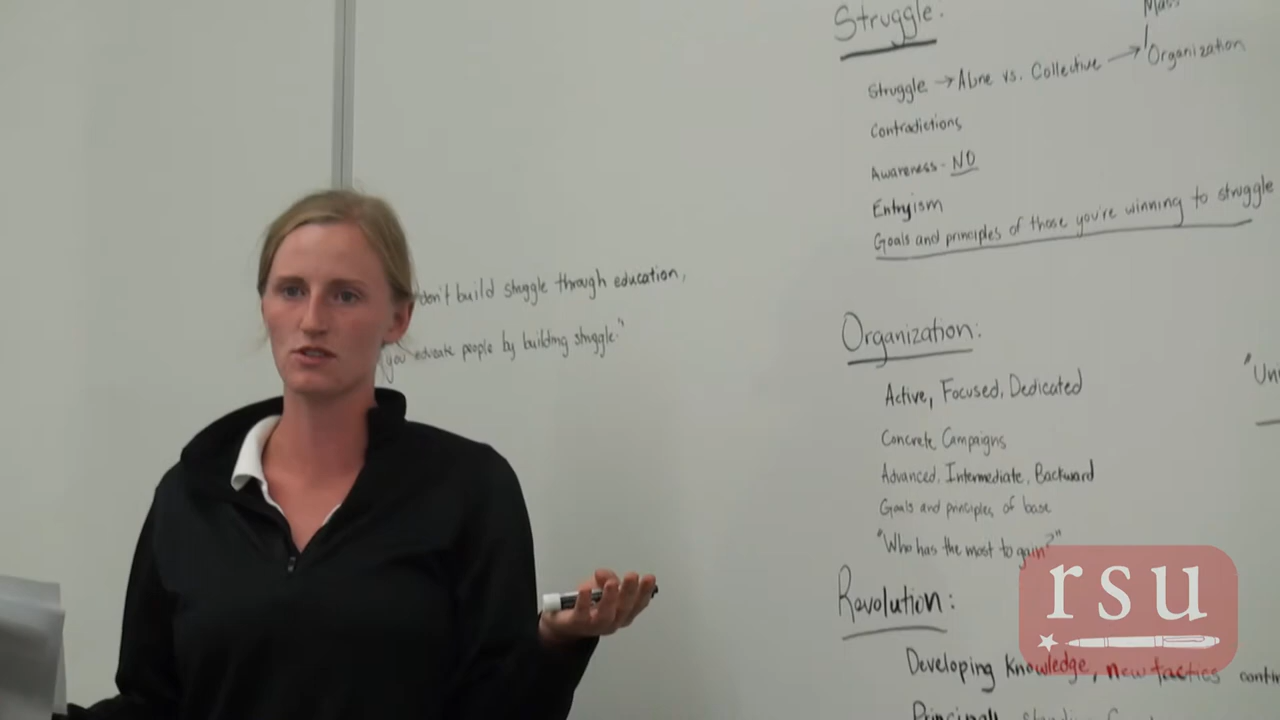 Struggle:
Mass
Struggle → Alone vs. Collective → Organization
Contradictions
Awareness - NO
Entryism
Goals and principles of those you're winning to struggle
don't build struggle through education,
you educate people by building struggle."
Organization:
Active, Focused, Dedicated
Concrete Campaigns
Advanced, Intermediate, Backward
Goals and principles of base
"Who has the most to gain?"
"Uni
Revolution:
Developing Knowledge, new tactics contin
rsu